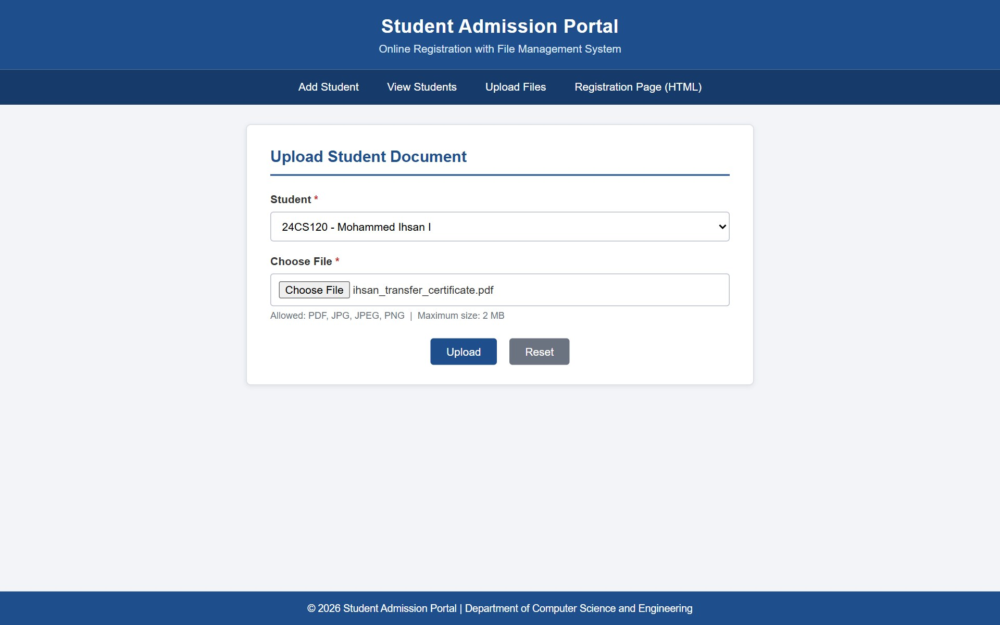 Student Admission Portal
Online Registration with File Management System
Add Student View Students Upload Files Registration Page (HTML)
Upload Student Document
Student *
24CS120 - Mohammed Ihsan I
Choose File *
Choose File ihsan_transfer_certificate.pdf
Allowed: PDF, JPG, JPEG, PNG | Maximum size: 2 MB
Upload Reset
© 2026 Student Admission Portal | Department of Computer Science and Engineering